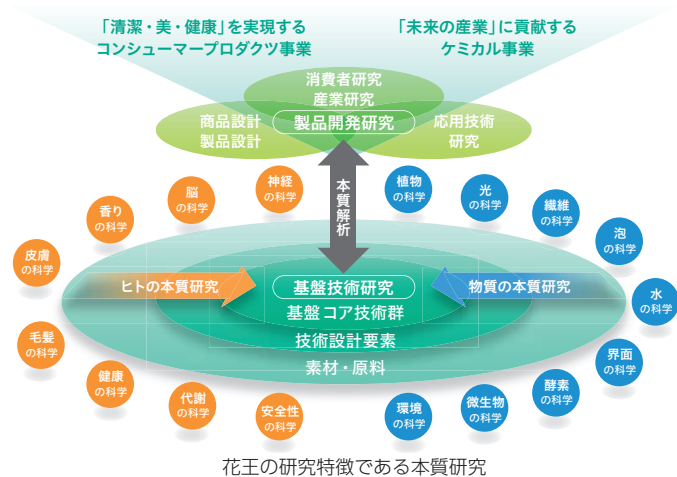 「清潔・美・健康」を実現する
コンシューマープロダクツ事業
「未来の産業」に貢献する
ケミカル事業
消費者研究
産業研究
商品設計
製品設計
製品開発研究
応用技術
研究
本質解析
神経
の科学
脳
の科学
香り
の科学
皮膚
の科学
毛髪
の科学
健康
の科学
代謝
の科学
安全性
の科学
植物
の科学
光
の科学
繊維
の科学
泡
の科学
水
の科学
界面
の科学
酵素
の科学
微生物
の科学
環境
の科学
ヒトの本質研究
基盤技術研究
物質の本質研究
基盤コア技術群
技術設計要素
素材・原料
花王の研究特徴である本質研究